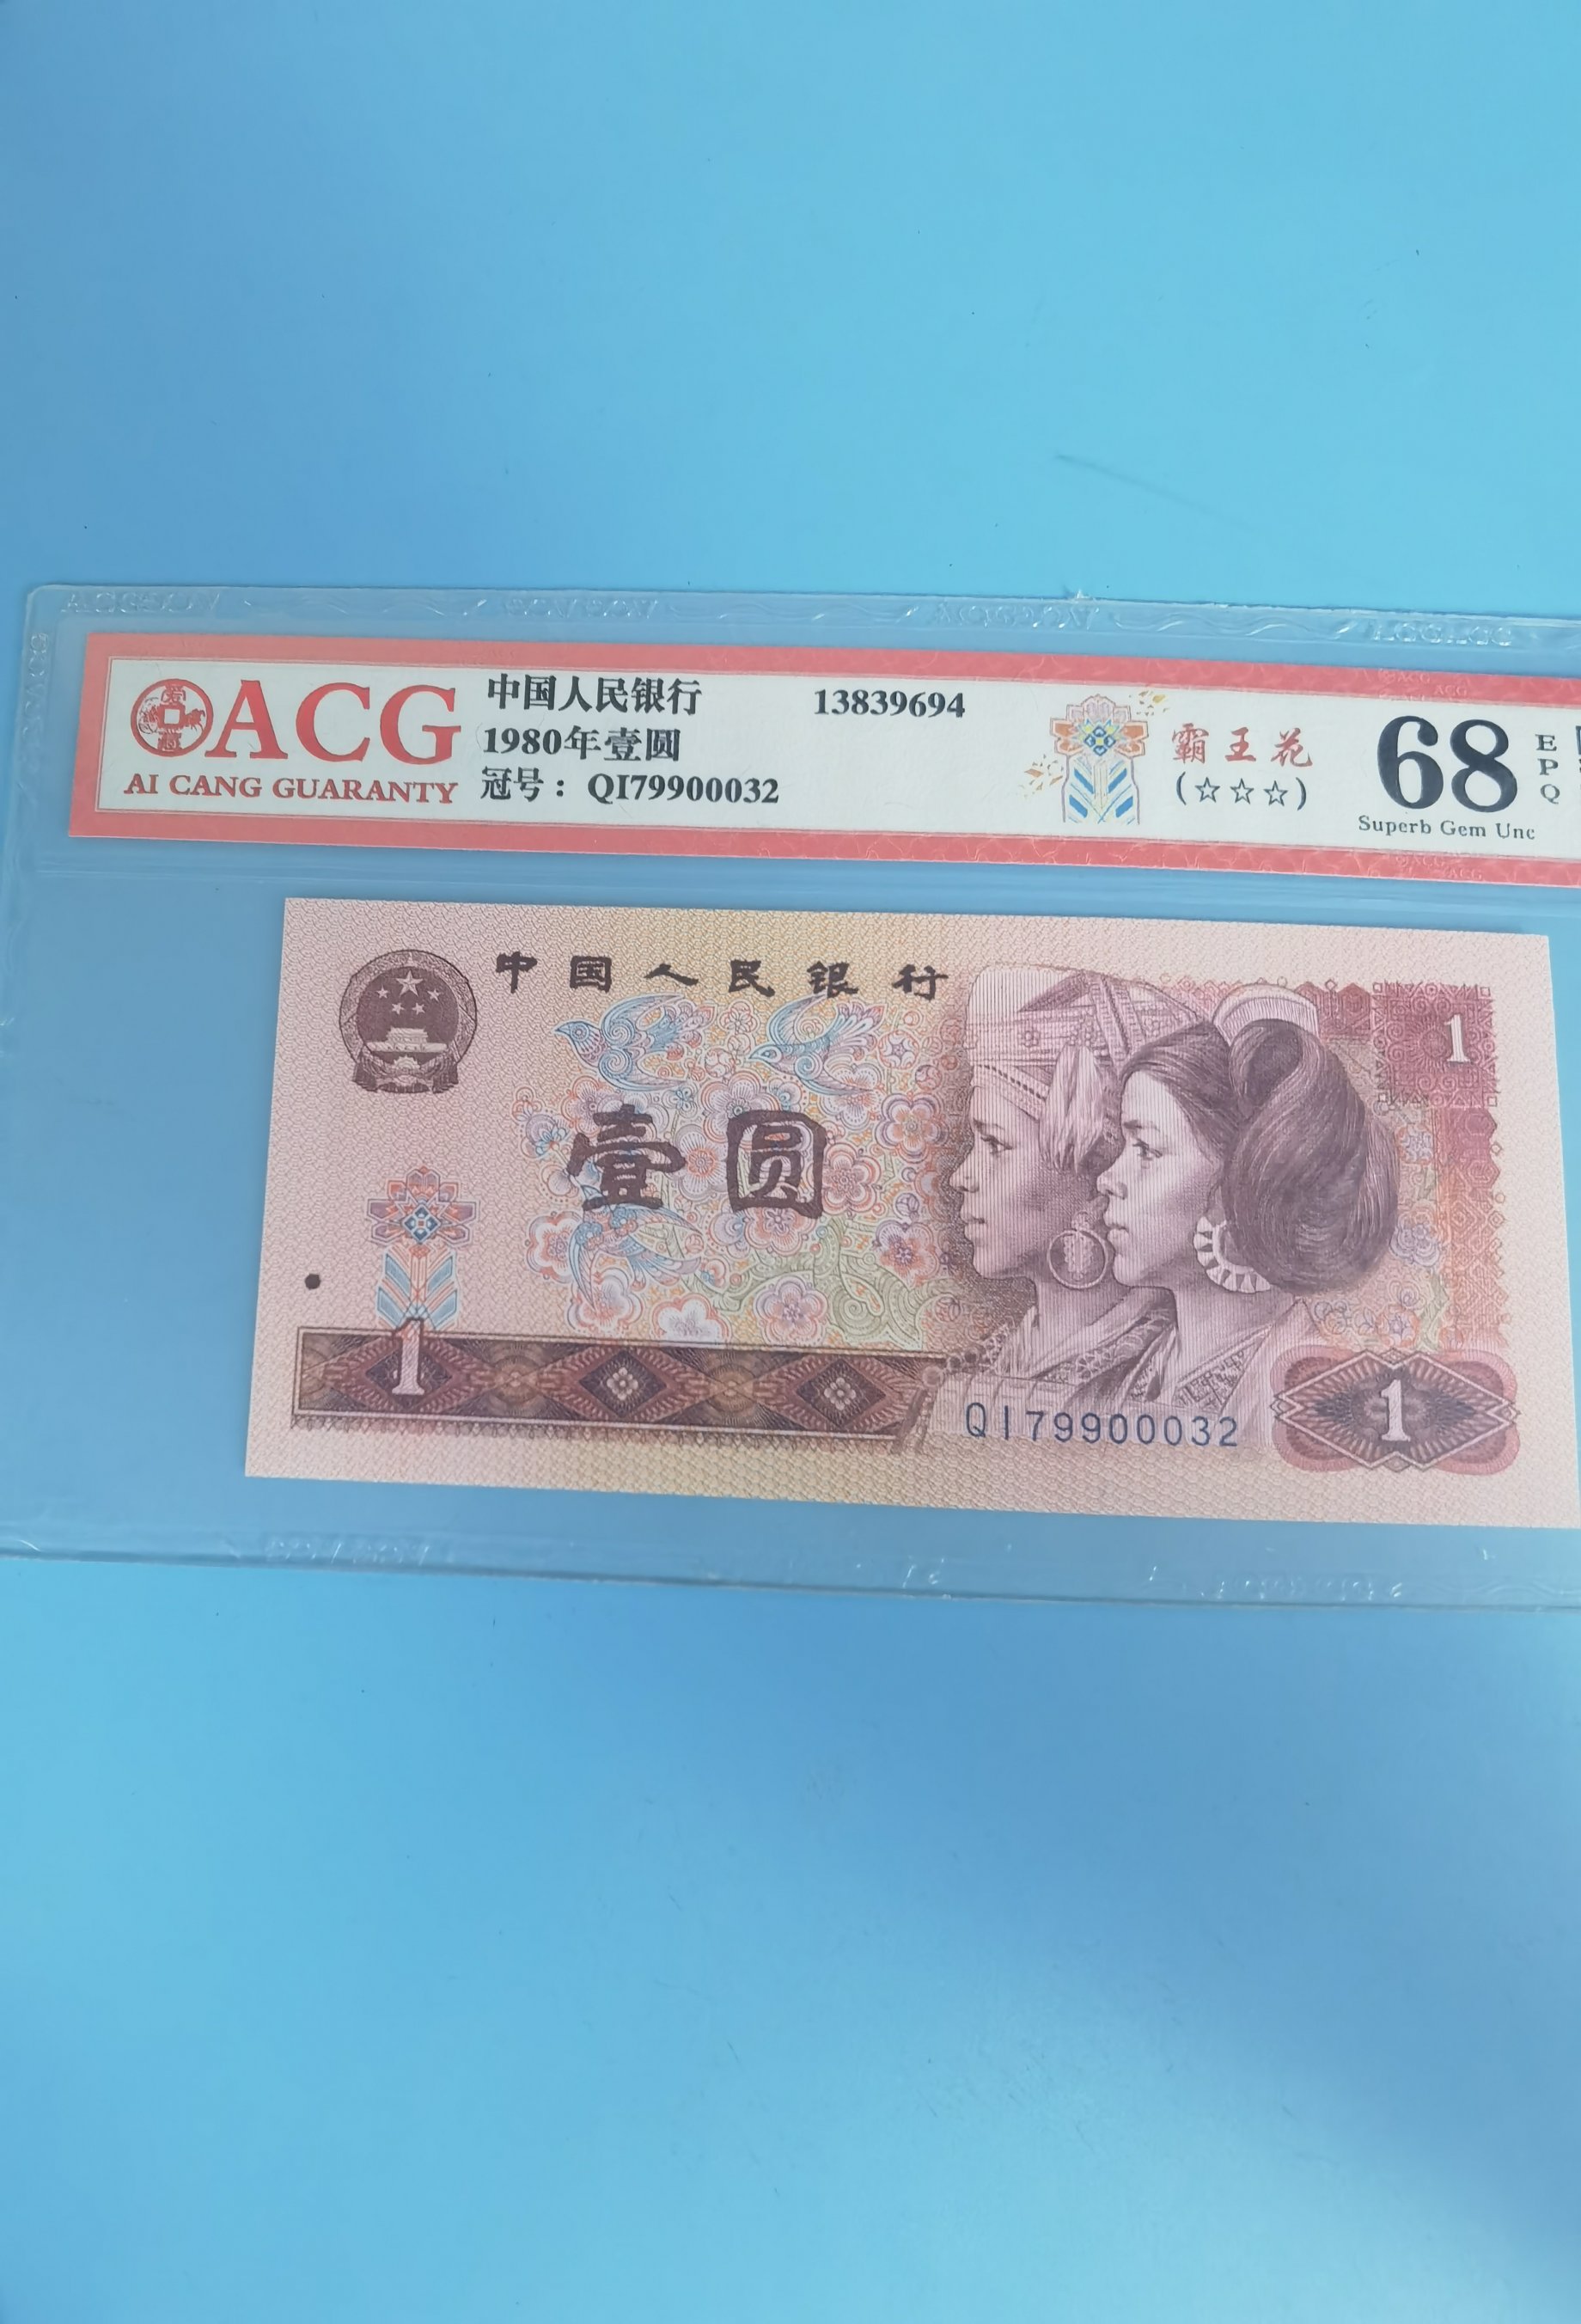 ACG
AI CANG GUARANTY
中国人民银行
13839694
1980年壹圆
冠号：QI79900032
霸王花
(☆☆☆)
68
EPQ
Superb Gem Unc
中国人民银行
1
壹圆
1
QI79900032
1